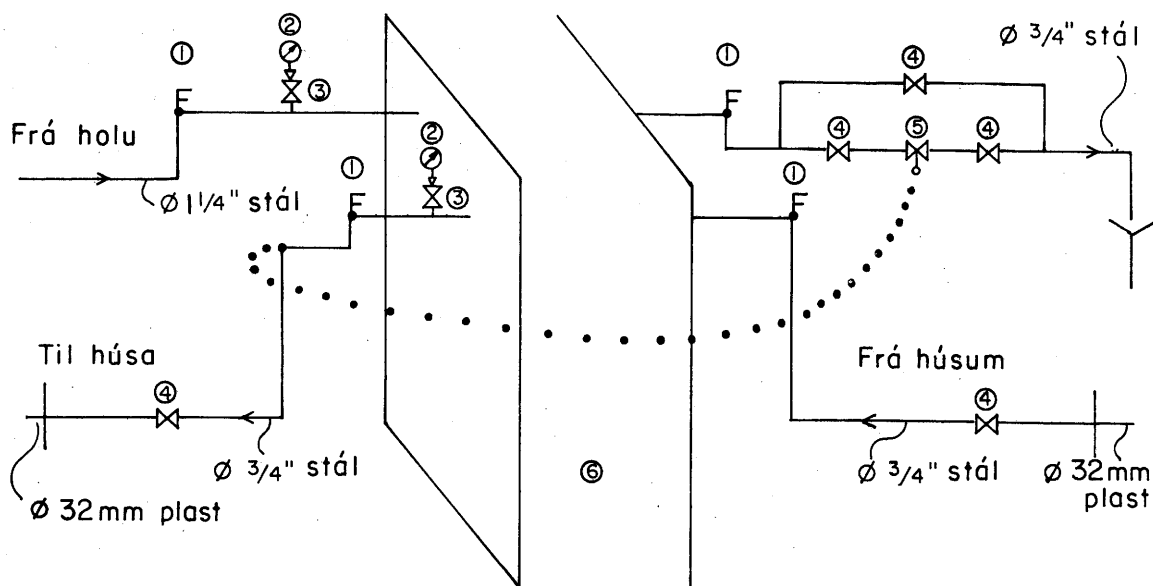 ② ① ③
Frá holu
Ø 1 1/4" stál
② ① ③
Til húsa
④
Ø 3/4" stál
Ø 32 mm plast
⑥
① ④
Ø 3/4" stál
④ ⑤ ④
①
Frá húsum
④
Ø 3/4" stál
Ø 32 mm
plast